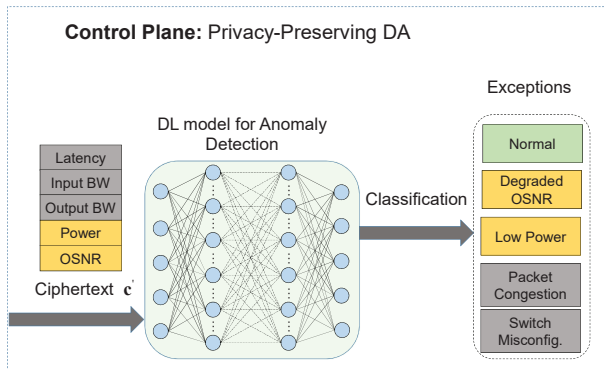 Control Plane: Privacy-Preserving DA
Exceptions
DL model for Anomaly
Detection
Latency
Input BW
Output BW
Power
OSNR
Ciphertext c'
Classification
Normal
Degraded
OSNR
Low Power
Packet
Congestion
Switch
Misconfig.